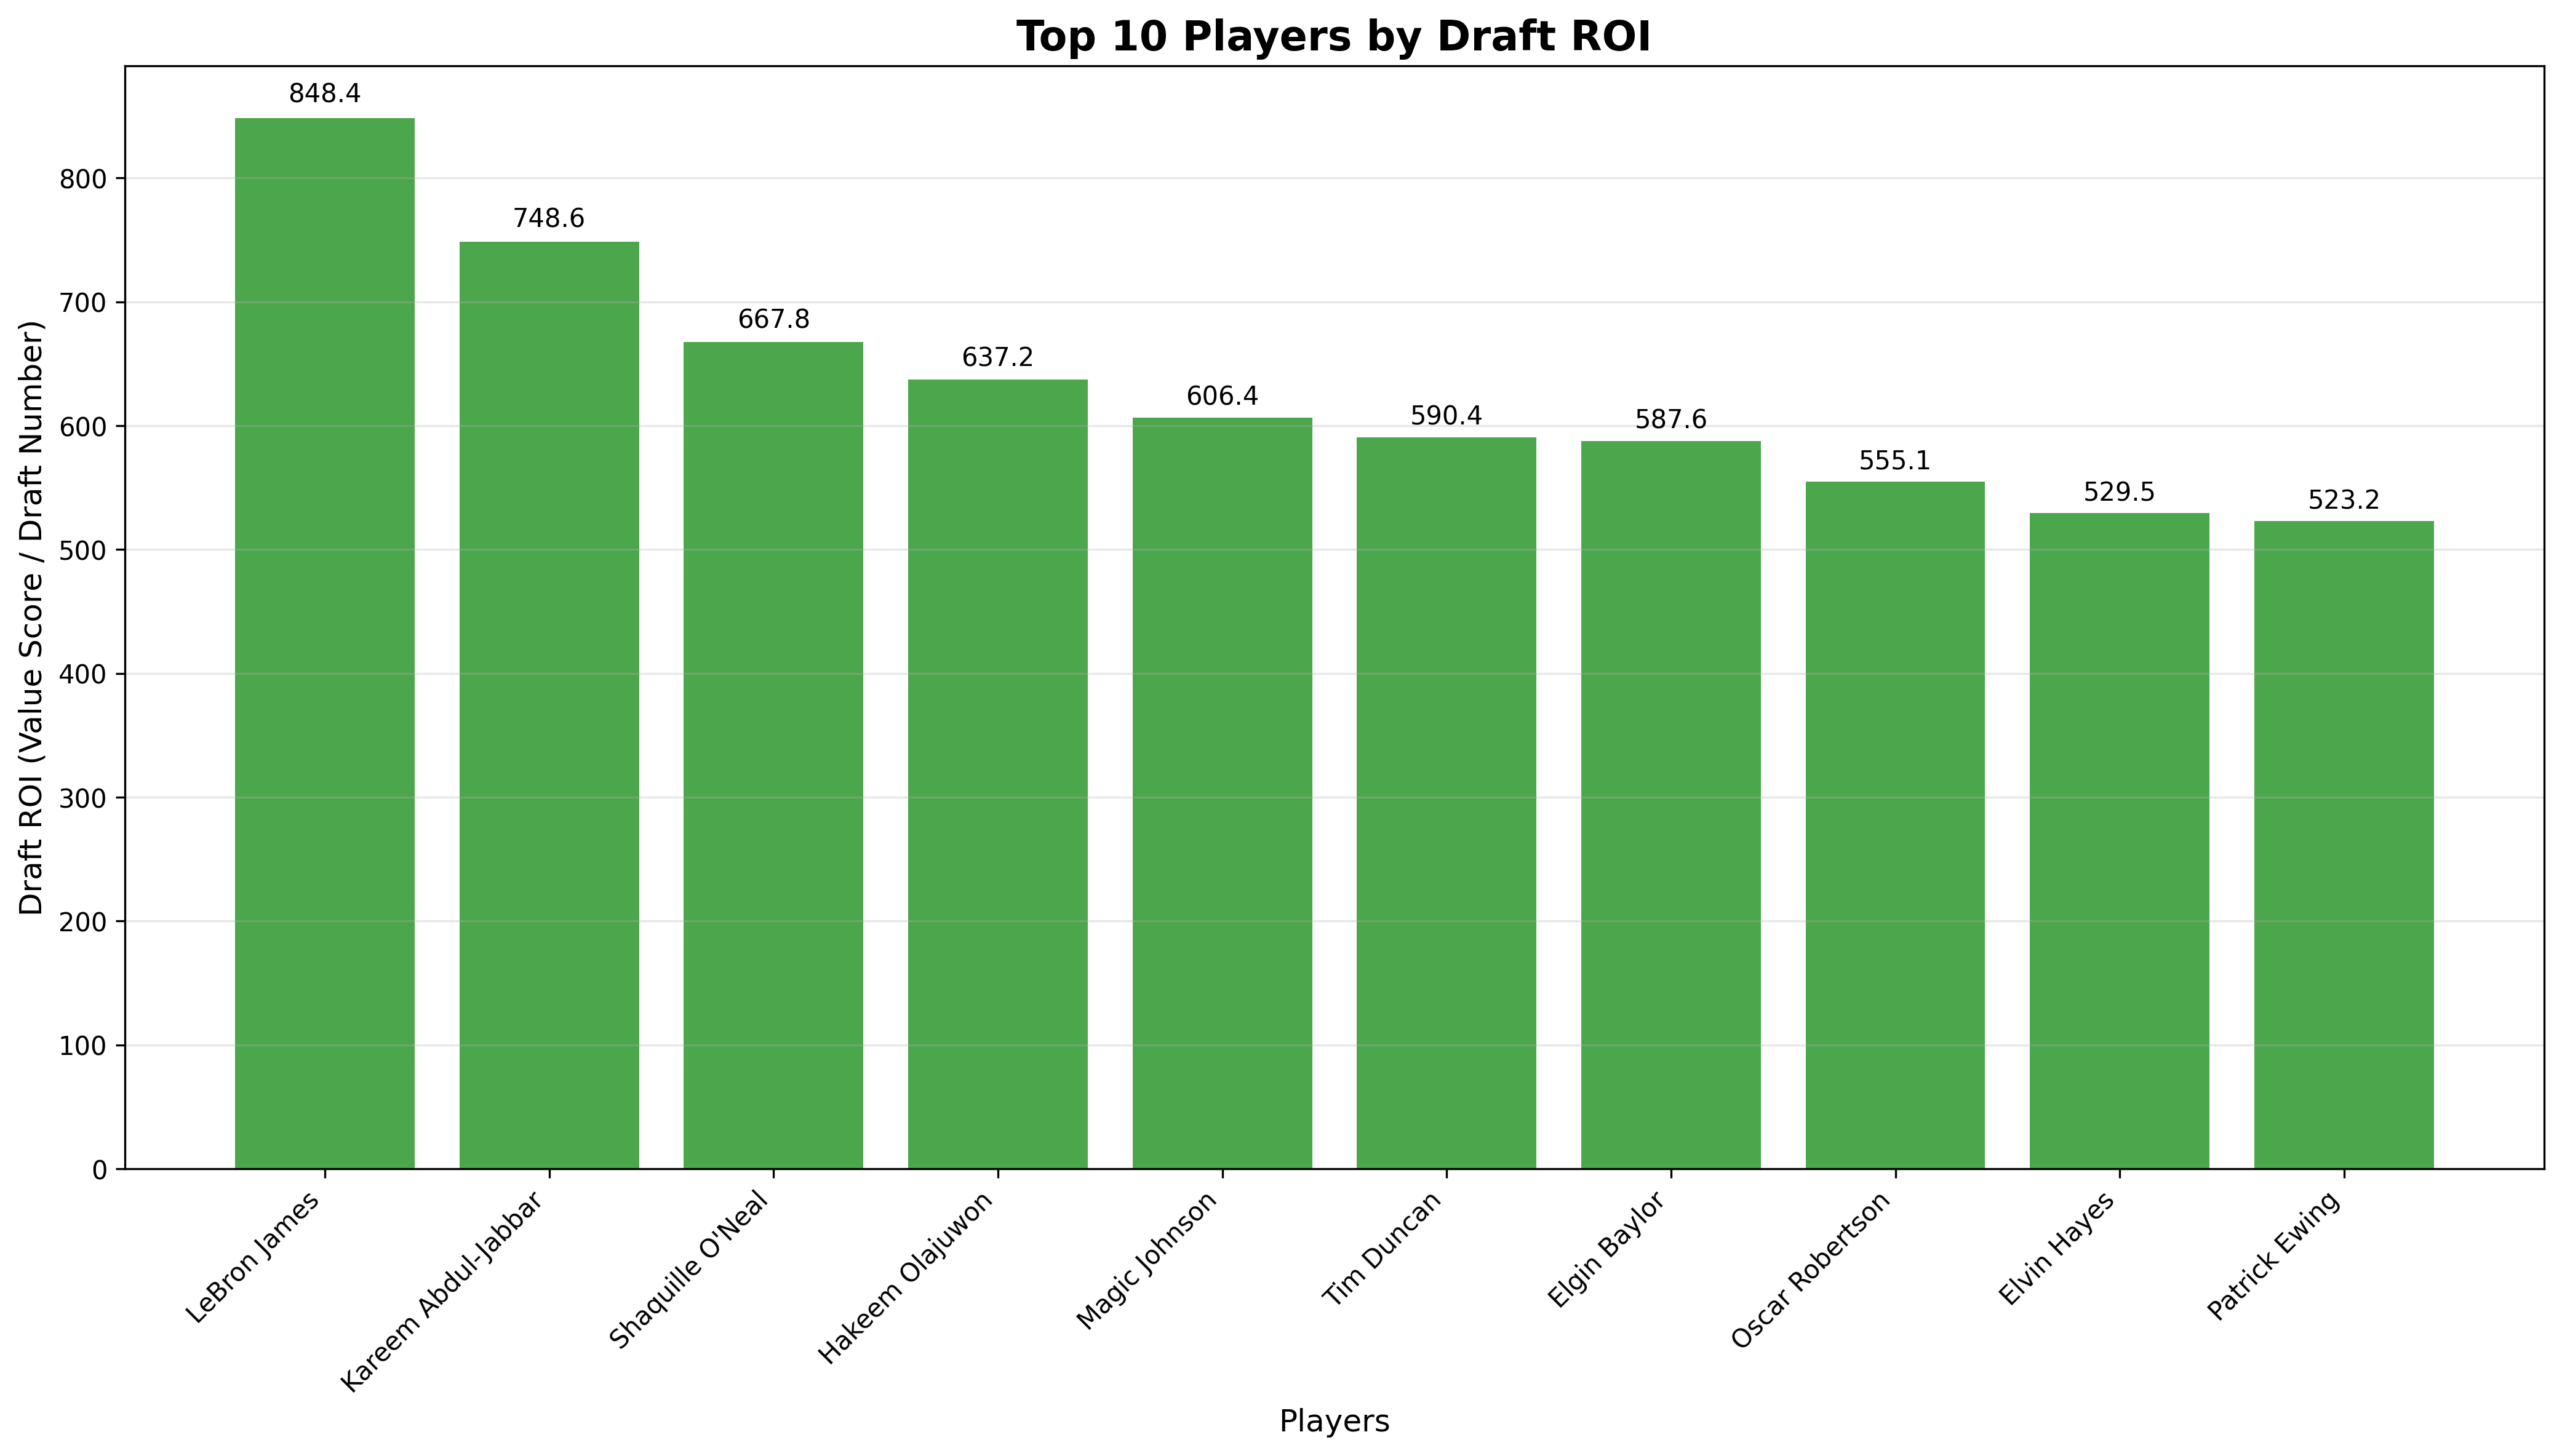 Top 10 Players by Draft ROI
Draft ROI (Value Score / Draft Number)
800
700
600
500
400
300
200
100
0
848.4
748.6
667.8
637.2
606.4
590.4
587.6
555.1
529.5
523.2
LeBron James
Kareem Abdul-Jabbar
Shaquille O'Neal
Hakeem Olajuwon
Magic Johnson
Tim Duncan
Elgin Baylor
Oscar Robertson
Elvin Hayes
Patrick Ewing
Players